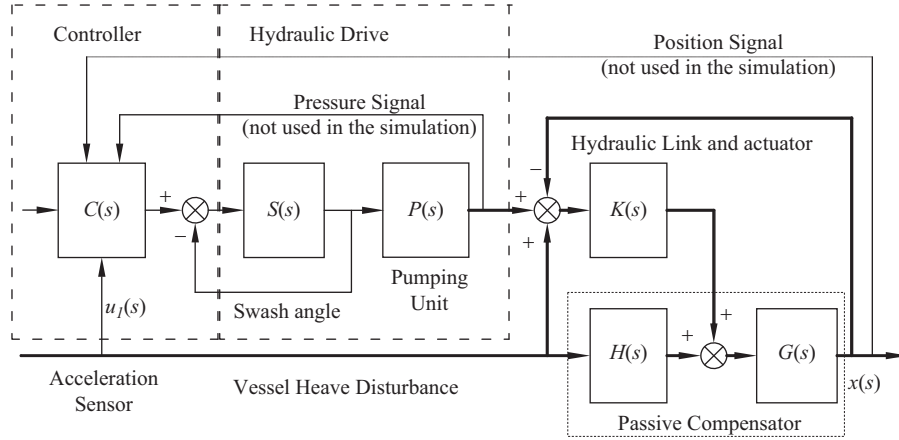 Controller
Hydraulic Drive
Position Signal
(not used in the simulation)
Pressure Signal
(not used in the simulation)
Hydraulic Link and actuator
−
C(s)
+
−
S(s)
P(s)
+
+
K(s)
Pumping
Unit
Swash angle
u1(s)
+
+
H(s)
G(s)
x(s)
Acceleration
Sensor
Vessel Heave Disturbance
Passive Compensator